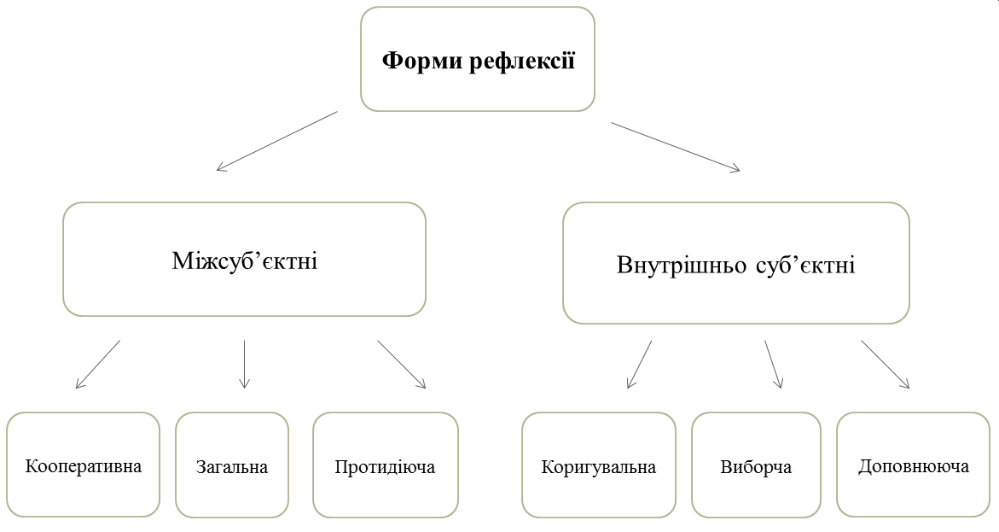 Форми рефлексії
Міжсуб’єктні
Внутрішньо суб’єктні
Кооперативна
Загальна
Протидіюча
Коригувальна
Виборча
Доповнююча